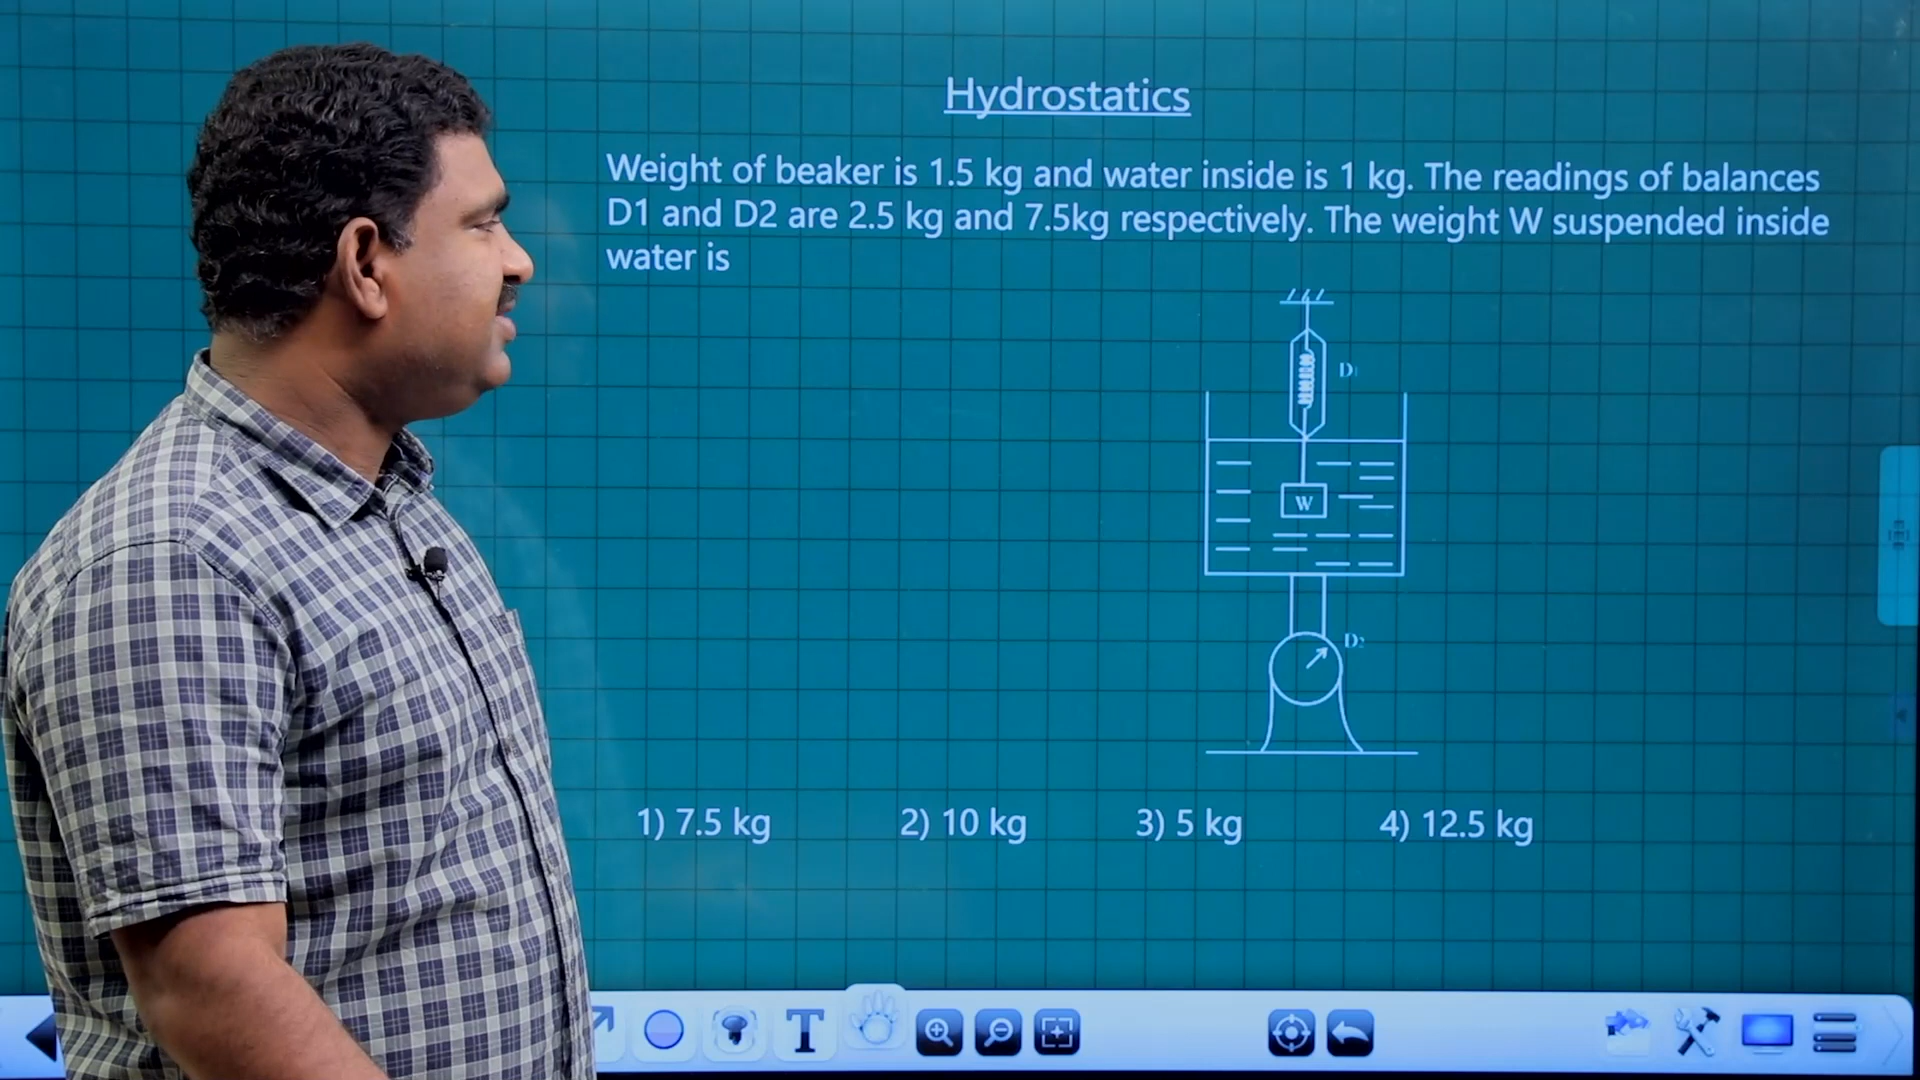 Hydrostatics
Weight of beaker is 1.5 kg and water inside is 1 kg. The readings of balances
D1 and D2 are 2.5 kg and 7.5kg respectively. The weight W suspended inside
water is
D₁
W
D₂
1) 7.5 kg 2) 10 kg 3) 5 kg 4) 12.5 kg
T